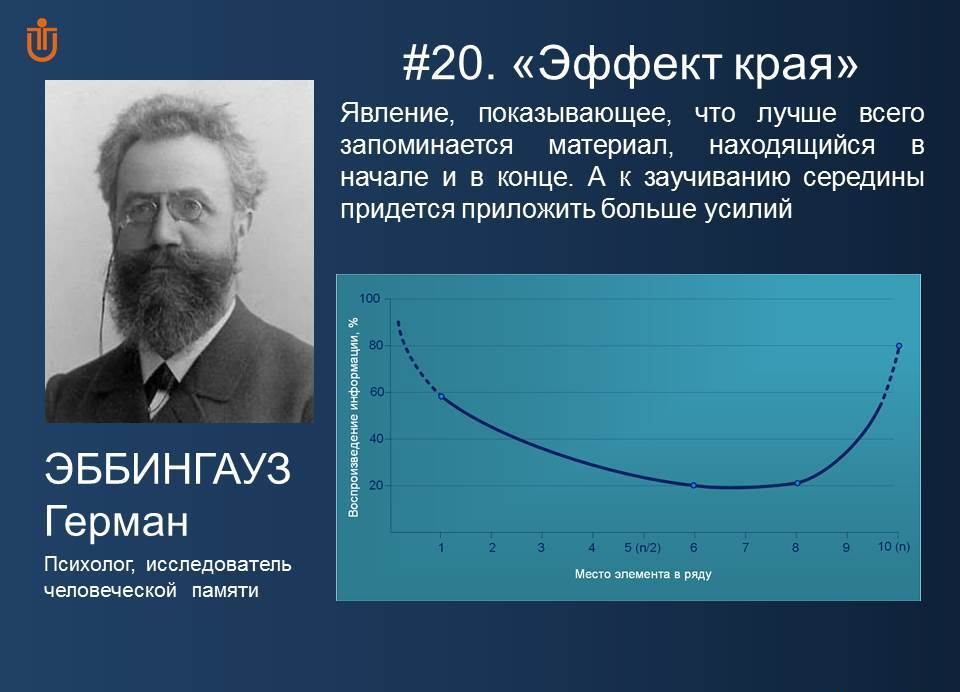 #20. «Эффект края»
Явление, показывающее, что лучше всего
запоминается материал, находящийся в
начале и в конце. А к заучиванию середины
придется приложить больше усилий
ЭББИНГАУЗ
Герман
Психолог, исследователь
человеческой памяти
Воспроизведение информации, %
100
80
60
40
20
1 2 3 4 5 (n/2) 6 7 8 9 10 (n)
Место элемента в ряду